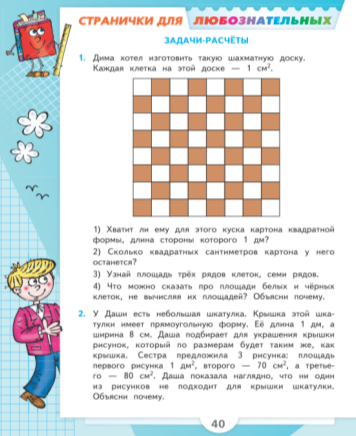 СТРАНИЧКИ ДЛЯ ЛЮБОЗНАТЕЛЬНЫХ
ЗАДАЧИ-РАСЧЁТЫ
1. Дима хотел изготовить такую шахматную доску.
Каждая клетка на этой доске — 1 см².
1) Хватит ли ему для этого куска картона квадратной
формы, длина стороны которого 1 дм?
2) Сколько квадратных сантиметров картона у него
останется?
3) Узнай площадь трёх рядов клеток, семи рядов.
4) Что можно сказать про площади белых и чёрных
клеток, не вычисляя их площадей? Объясни почему.
2. У Даши есть небольшая шкатулка. Крышка этой шка-
тулки имеет прямоугольную форму. Её длина 1 дм, а
ширина 8 см. Даша подбирает для украшения крышки
рисунок, который по размерам будет таким же, как
крышка. Сестра предложила 3 рисунка: площадь
первого рисунка 1 дм², второго — 70 см², а третье-
го — 80 см². Даша показала наглядно, что ни один
из рисунков не подходит для крышки шкатулки.
Объясни почему.
40